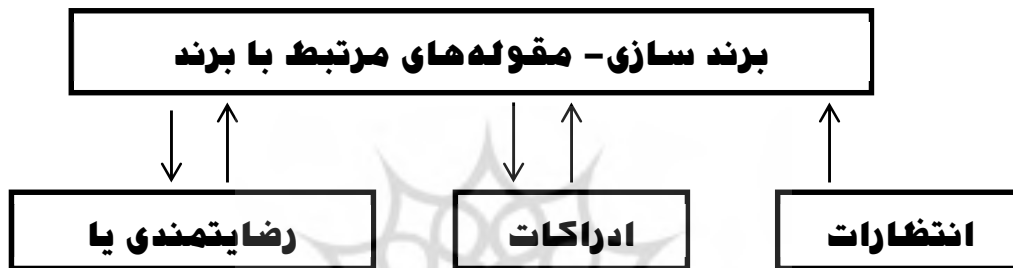 برند سازی- مقوله‌های مرتبط با برند
انتظارات
ادراکات
رضایتمندی یا